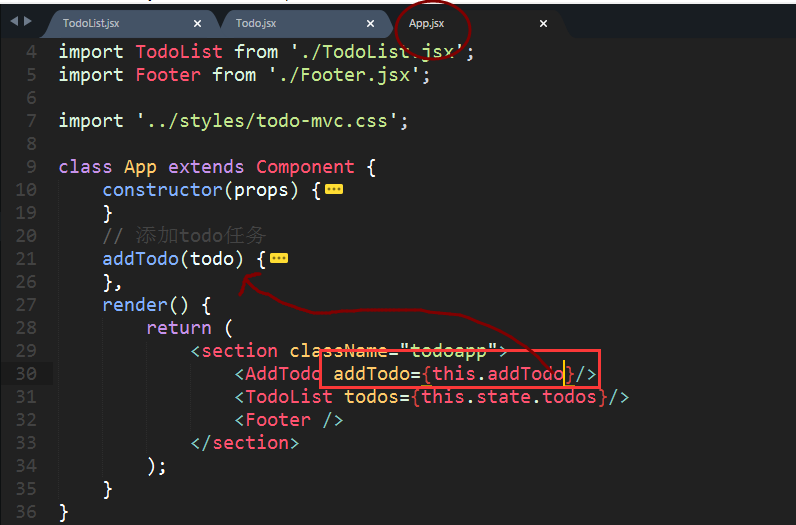 TodoList.jsx × Todo.jsx × App.jsx ×
4 import TodoList from './TodoList.jsx';
5 import Footer from './Footer.jsx';
6
7 import '../styles/todo-mvc.css';
8
9 class App extends Component {
10 constructor(props) {
19 }
20 // 添加todo任务
21 addTodo(todo) {
26 },
27 render() {
28 return (
29 <section className="todoapp">
30 <AddTodo addTodo={this.addTodo}/>
31 <TodoList todos={this.state.todos}/>
32 <Footer />
33 </section>
34 );
35 }
36 }